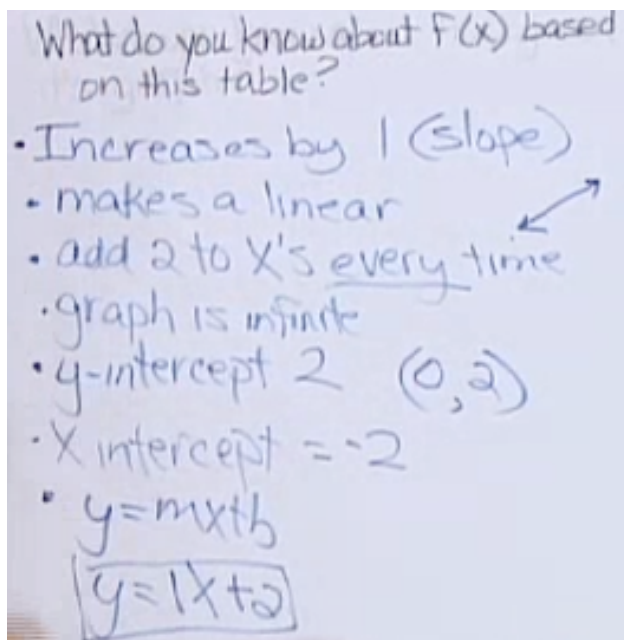 What do you know about f(x) based
on this table?
• Increases by 1 (slope)
• makes a linear
• add 2 to X's every time
• graph is infinite
• y-intercept 2 (0,2)
• X intercept = -2
• y=mx+b
y=1x+2